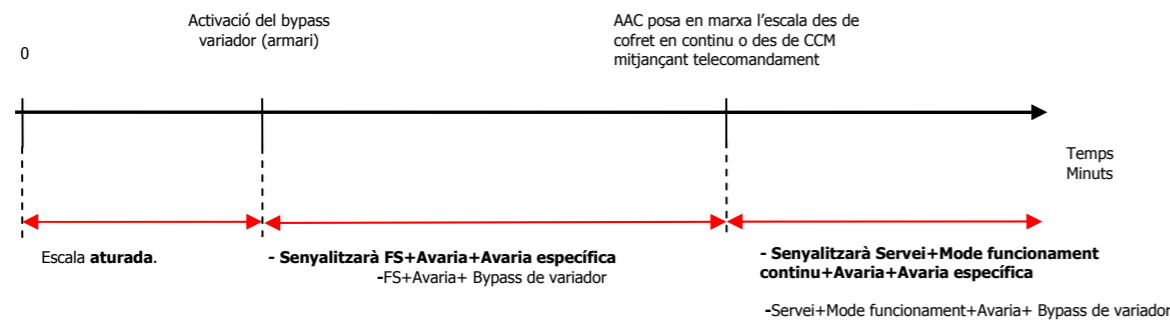 Activació del bypass
variador (armari)
AAC posa en marxa l'escala des de
cofret en continu o des de CCM
mitjançant telecomandament
0
Temps
Minuts
Escala aturada.
- Senyalitzarà FS+Avaria+Avaria específica
-FS+Avaria+ Bypass de variador
- Senyalitzarà Servei+Mode funcionament
continu+Avaria+Avaria específica
-Servei+Mode funcionament+Avaria+ Bypass de variador